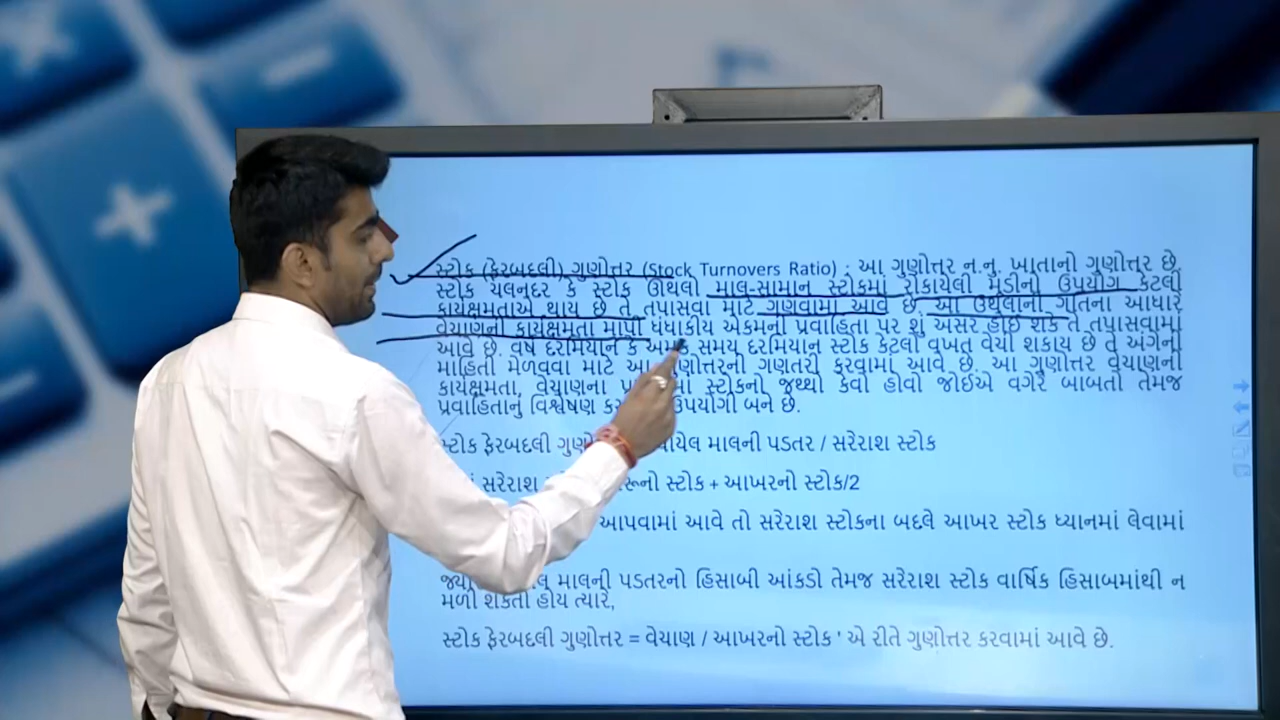 સ્ટોક (ફેરબદલી) ગુણોત્તર (Stock Turnovers Ratio) : આ ગુણોત્તર ન.નુ. ખાતાનો ગુણોત્તર છે.
સ્ટોક ચલનદર કે સ્ટોક ઊથલો માલ-સામાન સ્ટોકમાં રોકાયેલી મૂડીનો ઉપયોગ કેટલી
કાર્યક્ષમતાએ થાય છે તે તપાસવા માટે ગણવામાં આવે છે. આ ઉથલાની ગતિના આધારે
વેચાણની કાર્યક્ષમતા માપી ધંધાકીય એકમની પ્રવાહિતા પર શું અસર હોઈ શકે તે તપાસવામાં
આવે છે. વર્ષ દરમિયાન કે અમુક સમય દરમિયાન સ્ટોક કેટલી વખત વેચી શકાય છે તે અંગેની
માહિતી મેળવવા માટે આ ગુણોત્તરની ગણતરી કરવામાં આવે છે. આ ગુણોત્તર વેચાણની
કાર્યક્ષમતા, વેચાણના સ્ટોકનો જથ્થો કેવો હોવો જોઈએ વગેરે બાબતો તેમજ
પ્રવાહિતાનું વિશ્લેષણ ઉપયોગી બને છે.
સ્ટોક ફેરબદલી માલની પડતર / સરેરાશ સ્ટોક
સરેરાશ સ્ટોક + આખરનો સ્ટોક/2
આપવામાં આવે તો સરેરાશ સ્ટોકના બદલે આખર સ્ટોક ધ્યાનમાં લેવામાં
માલની પડતરનો હિસાબી આંકડો તેમજ સરેરાશ સ્ટોક વાર્ષિક હિસાબમાંથી ન
મળી શકતો હોય ત્યારે,
સ્ટોક ફેરબદલી ગુણોત્તર = વેચાણ / આખરનો સ્ટોક ' એ રીતે ગુણોત્તર કરવામાં આવે છે.